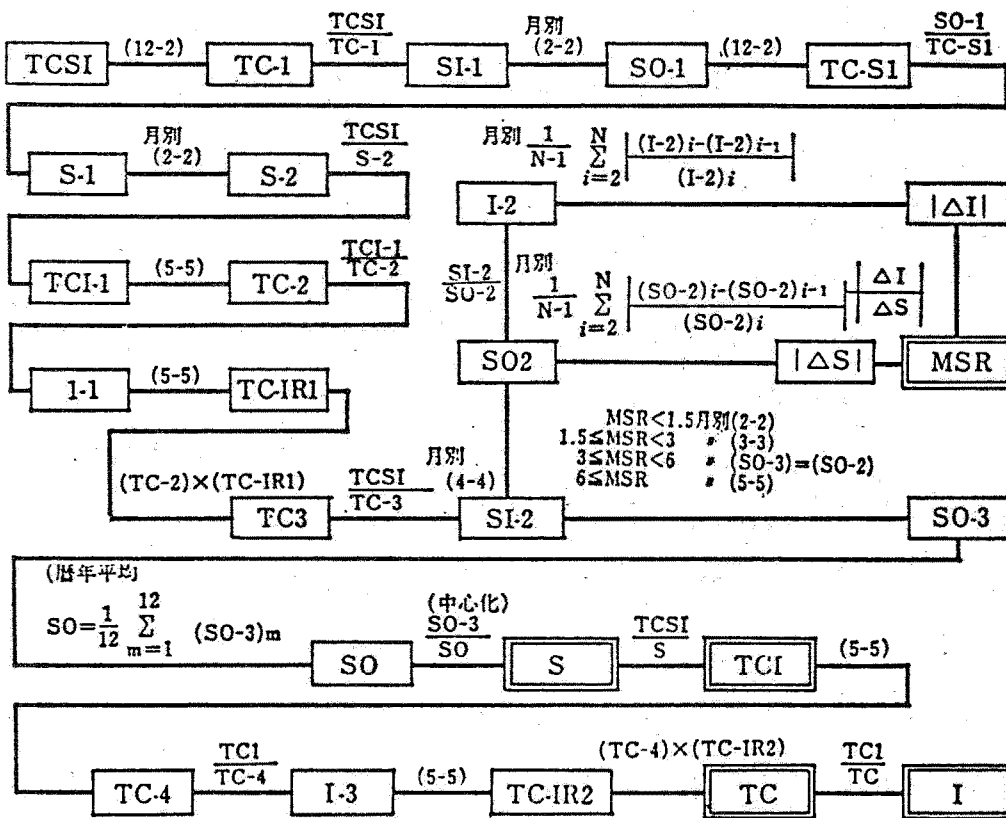 TCSI (12-2) TC-1 TCSI/TC-1 SI-1 月別 (2-2) SO-1 (12-2) TC-S1 SO-1/TC-S1
S-1 月別 (2-2) S-2 TCSI/S-2
月別 1/N-1 N Σ i=2 |(I-2)i-(I-2)i-1/(I-2)i|
I-2 |△I|
TCI-1 (5-5) TC-2 TCI-1/TC-2
SI-2/SO-2 月別 1/N-1 N Σ i=2 |(SO-2)i-(SO-2)i-1/(SO-2)i| |△I/△S|
SO2 |△S| MSR
1-1 (5-5) TC-IR1
MSR<1.5月別(2-2)
1.5≦MSR<3 〃 (3-3)
3≦MSR<6 〃 (SO-3)=(SO-2)
6≦MSR 〃 (5-5)
(TC-2)×(TC-IR1) TC3 TCSI/TC-3 月別 (4-4) SI-2 SO-3
(暦年平均
SO=1/12 12 Σ m=1 (SO-3)m
SO (中心化) SO-3/SO S TCSI/S TCI (5-5)
TC-4 TC1/TC-4 I-3 (5-5) TC-IR2 (TC-4)×(TC-IR2) TC TC1/TC I